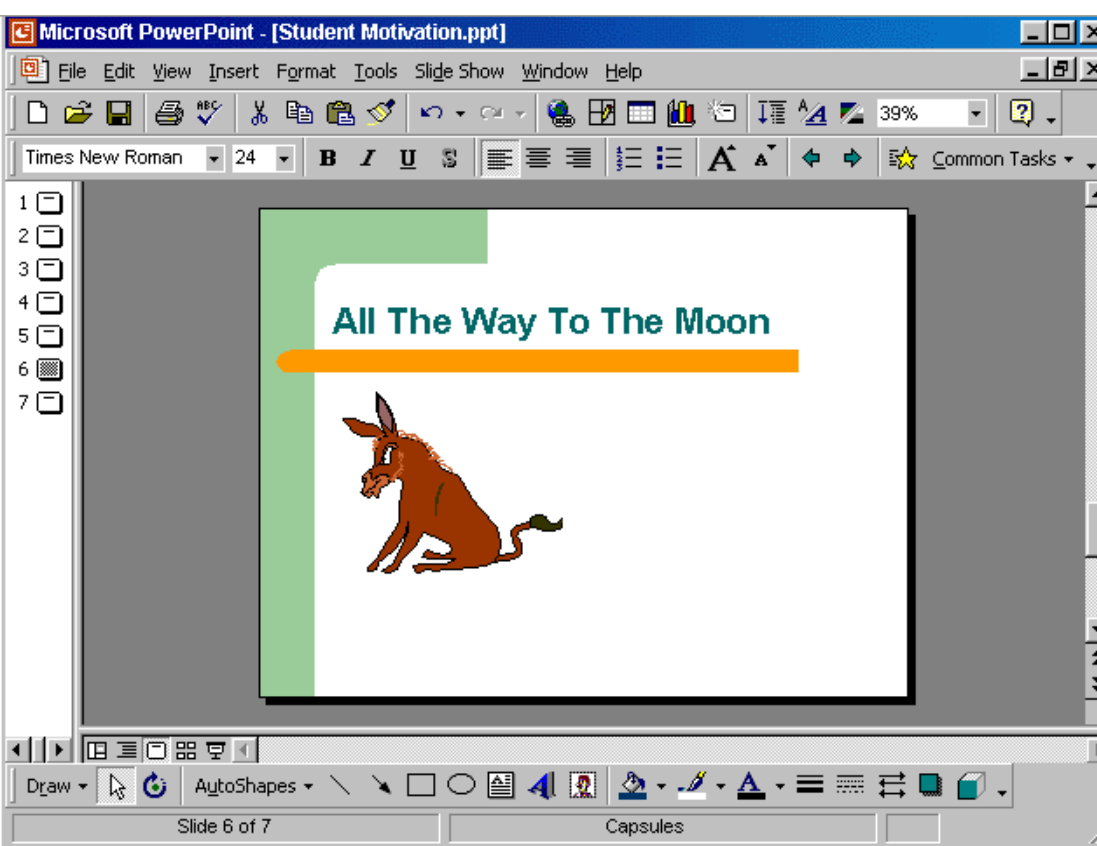 Microsoft PowerPoint - [Student Motivation.ppt]
File Edit View Insert Format Tools Slide Show Window Help
ABC 39%
Times New Roman 24 B I U S A A Common Tasks
1
2
3
4
5
6
7
All The Way To The Moon
Draw AutoShapes A A
Slide 6 of 7 Capsules